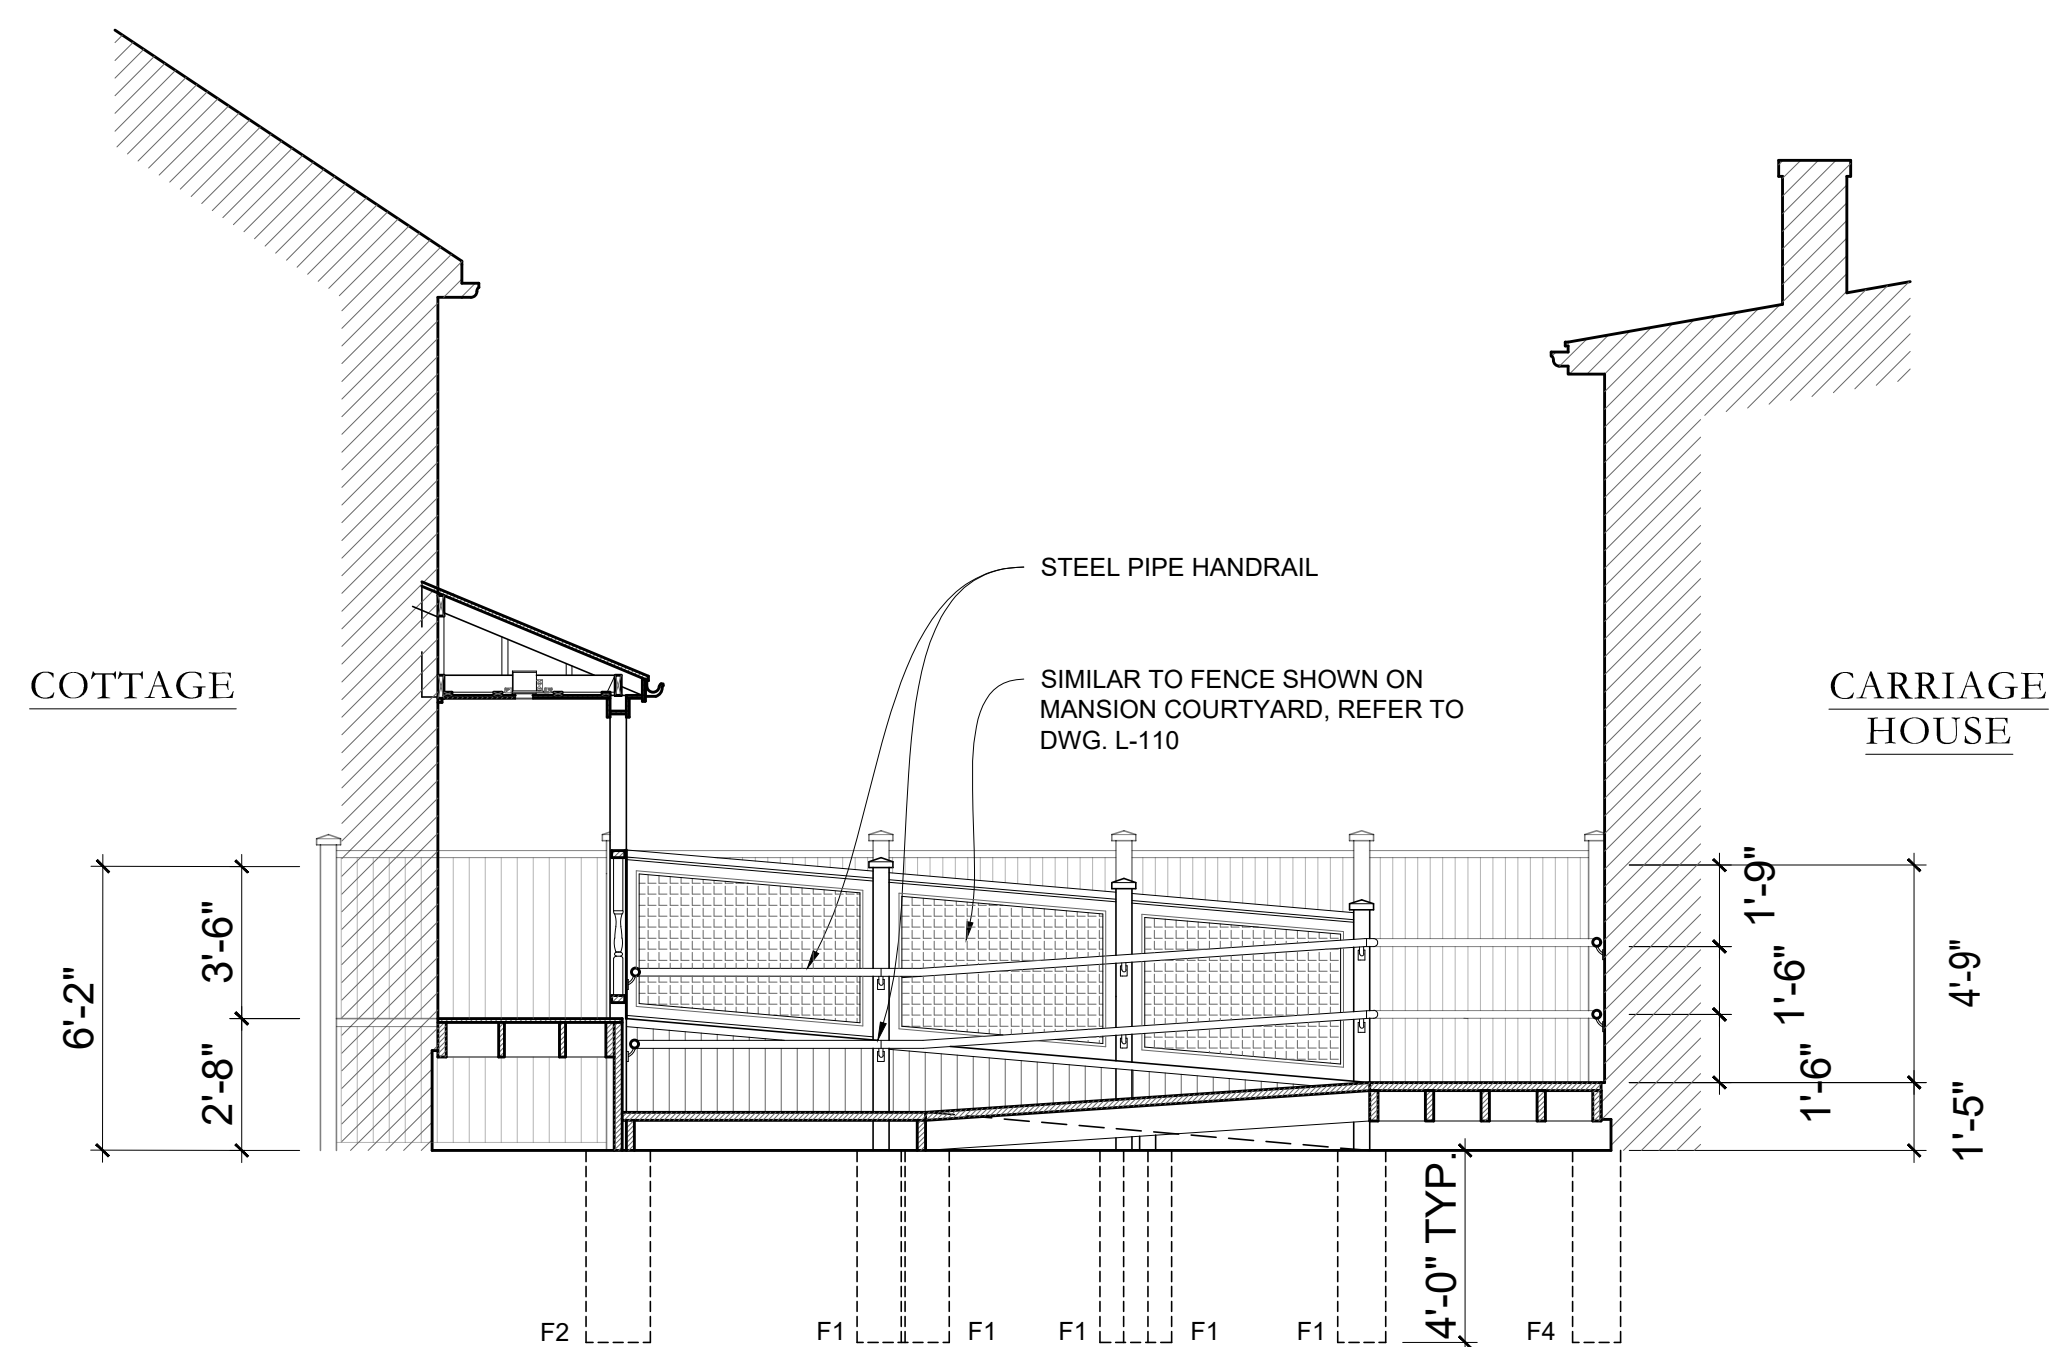 STEEL PIPE HANDRAIL
SIMILAR TO FENCE SHOWN ON
MANSION COURTYARD, REFER TO
DWG. L-110
COTTAGE
CARRIAGE
HOUSE
6'-2"
3'-6"
2'-8"
1'-9"
1'-6"
1'-6"
4'-9"
1'-5"
4'-0" TYP.
F2
F1
F1
F1
F1
F1
F4